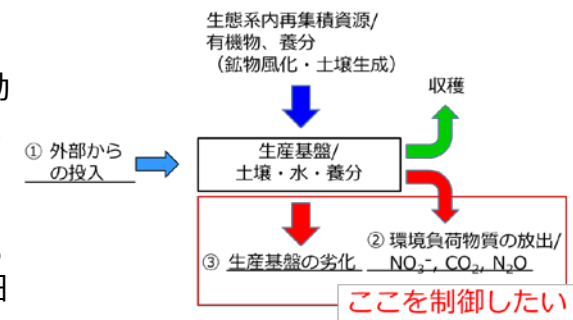 生態系内再集積資源/
有機物、養分
（鉱物風化・土壌生成）
動
収穫
① 外部から
の投入
生産基盤/
土壌・水・養分
② 環境負荷物質の放出/
③ 生産基盤の劣化
NO₃⁻, CO₂, N₂O
ここを制御したい